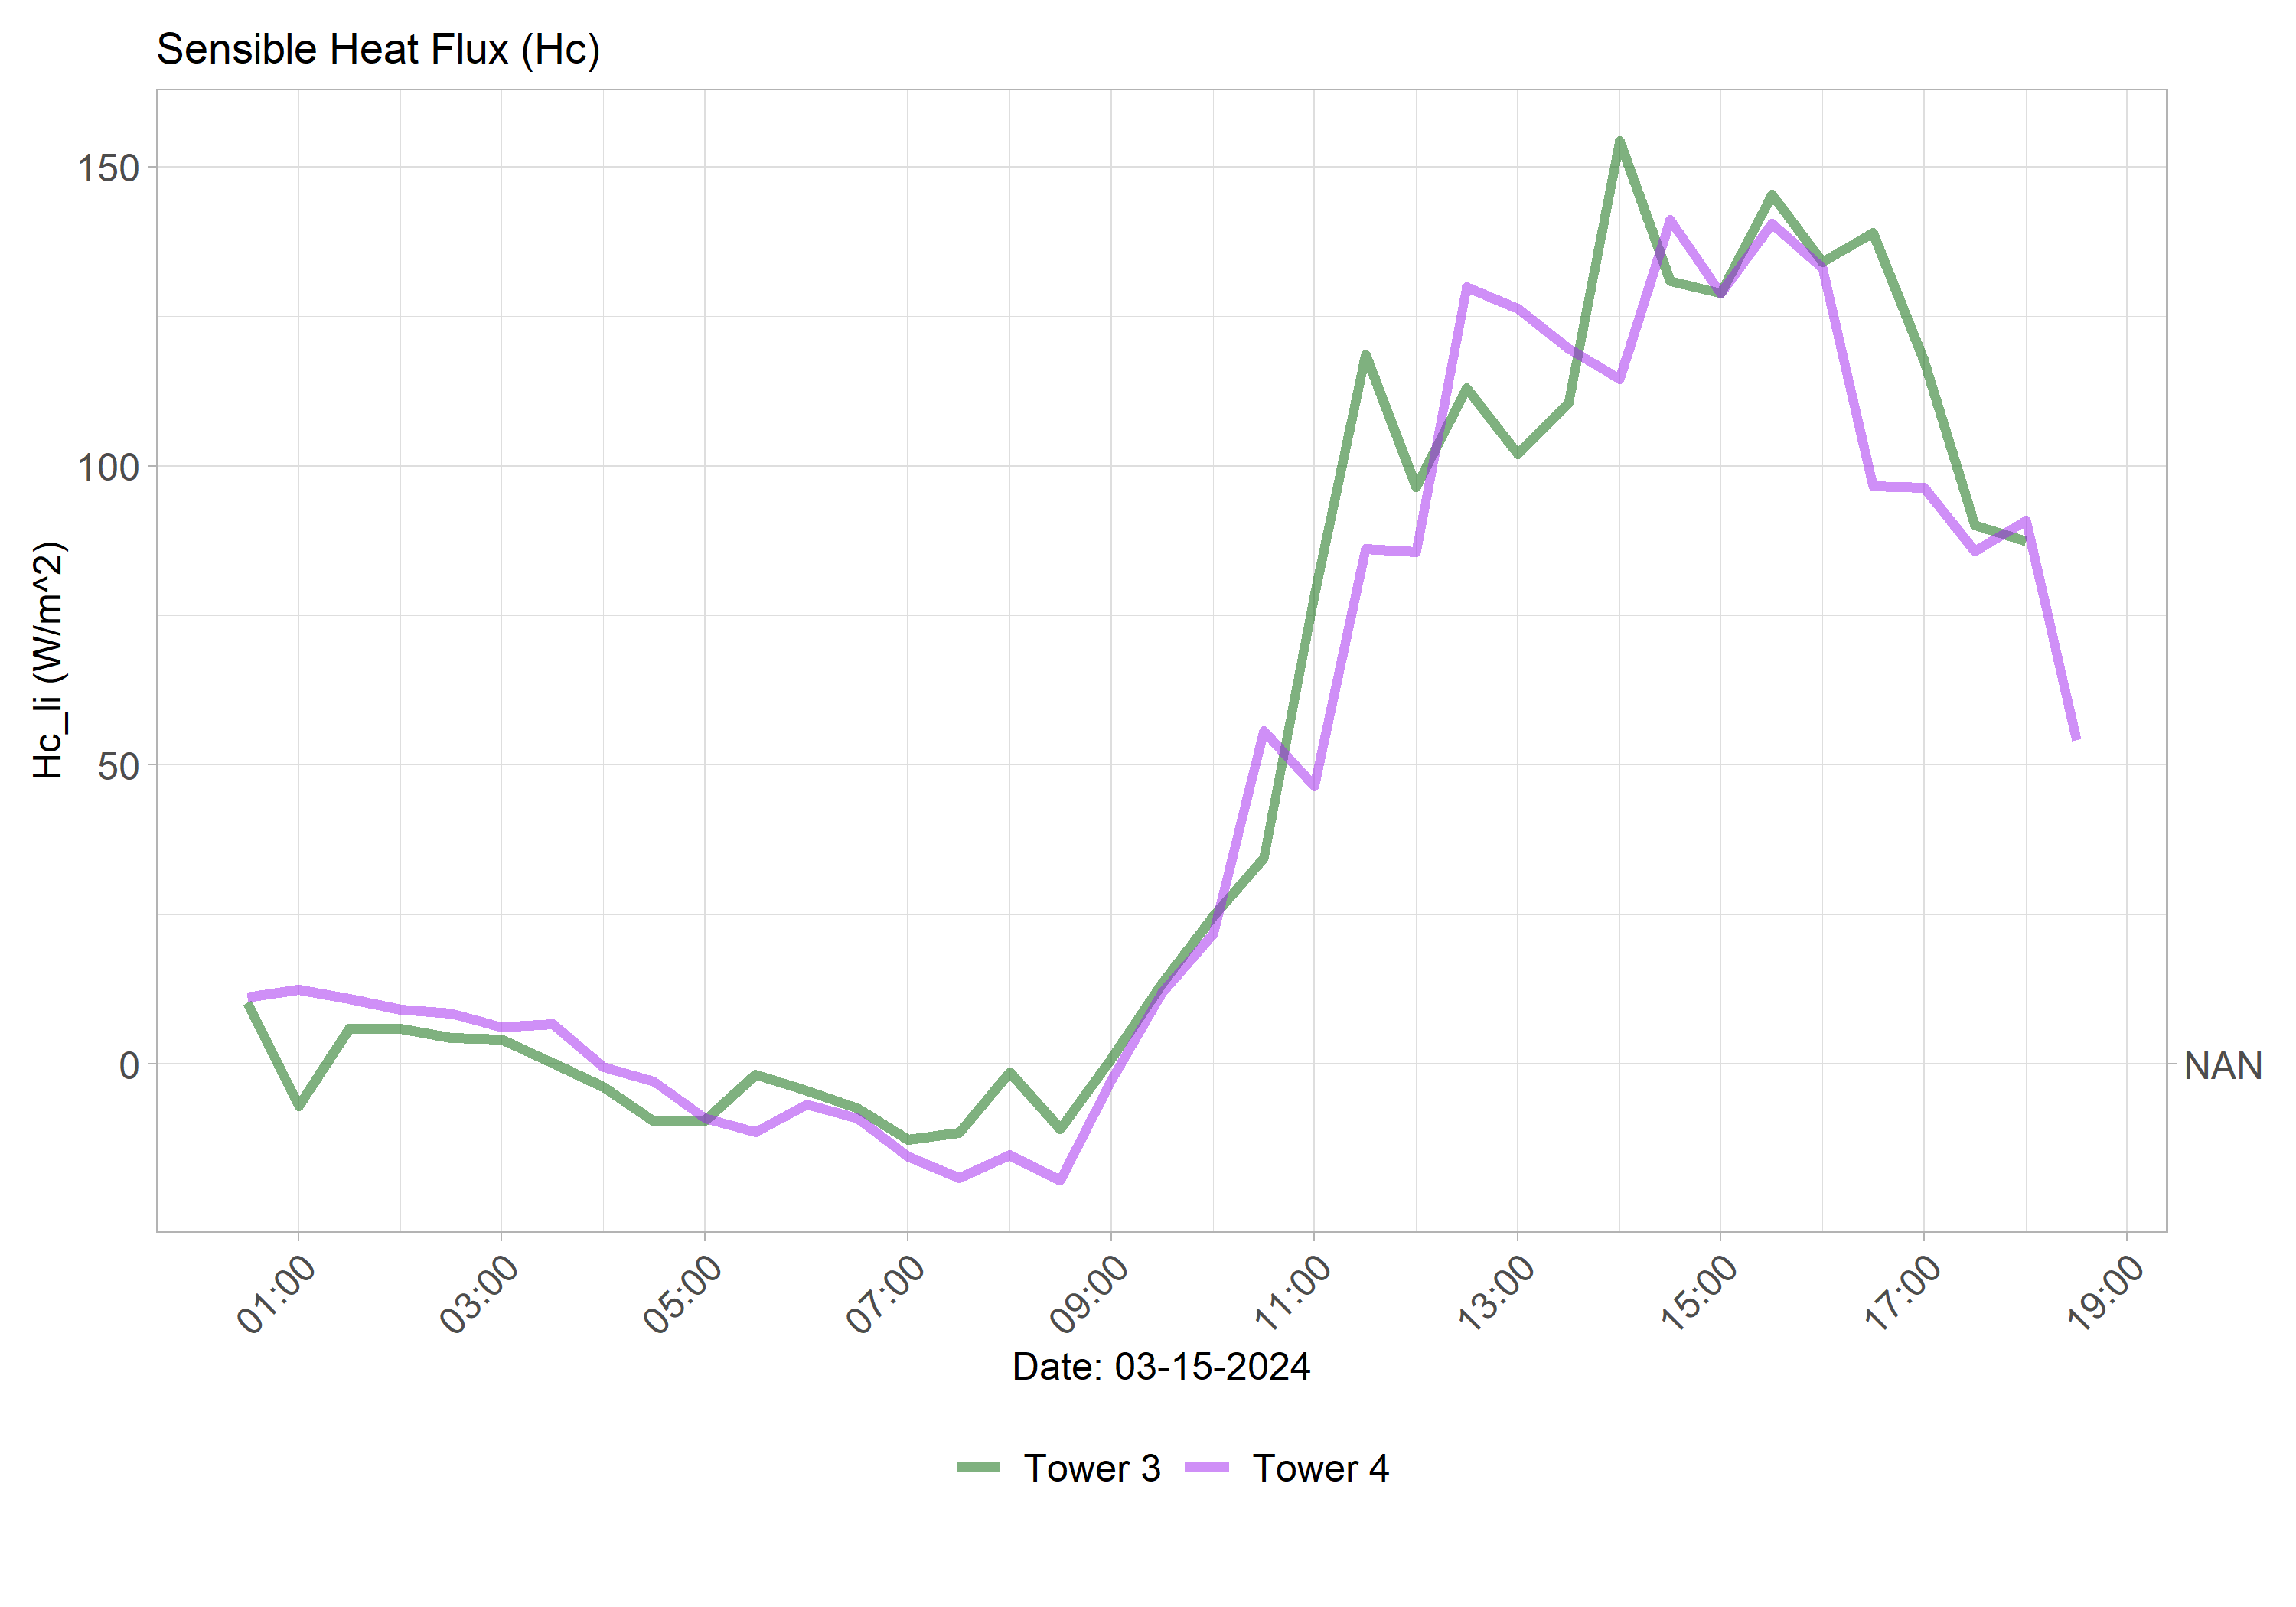 Sensible Heat Flux (Hc)
150
100
50
0
Hc_li (W/m^2)
NAN
01:00
03:00
05:00
07:00
09:00
11:00
13:00
15:00
17:00
19:00
Date: 03-15-2024
Tower 3 Tower 4